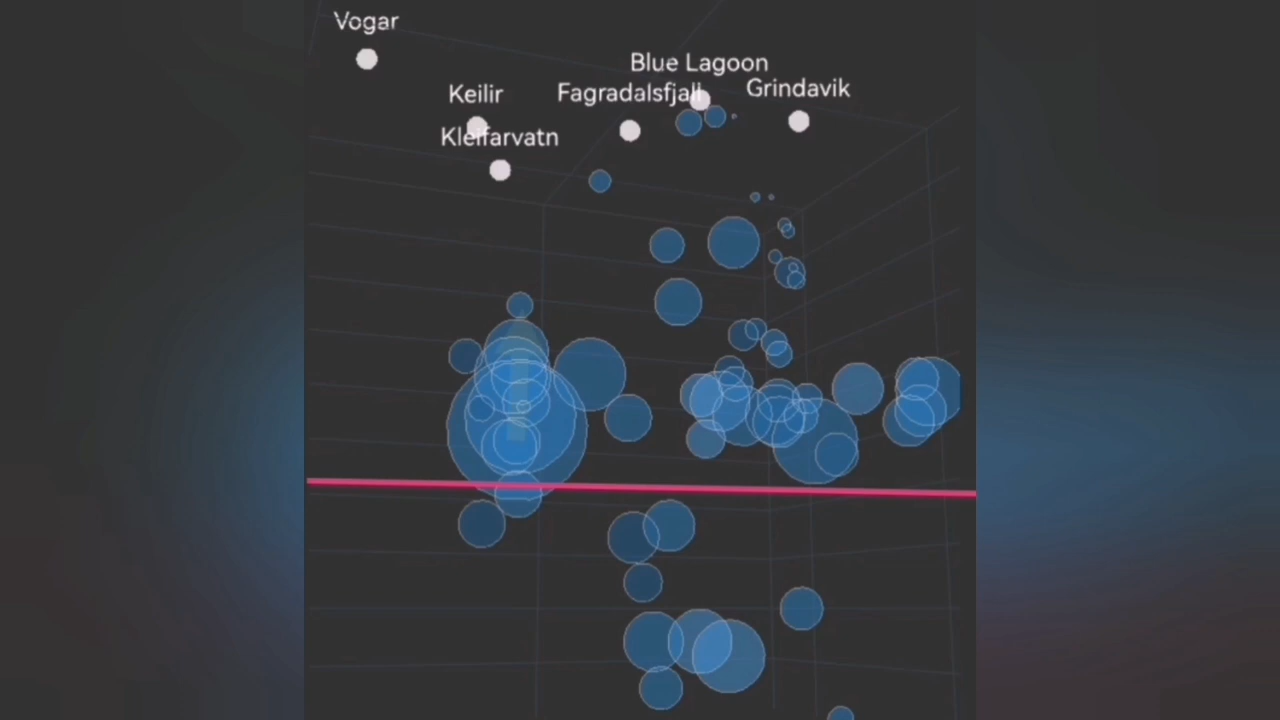 Vogar
Blue Lagoon
Keilir
Fagradalsfjall
Grindavik
Kleifarvatn